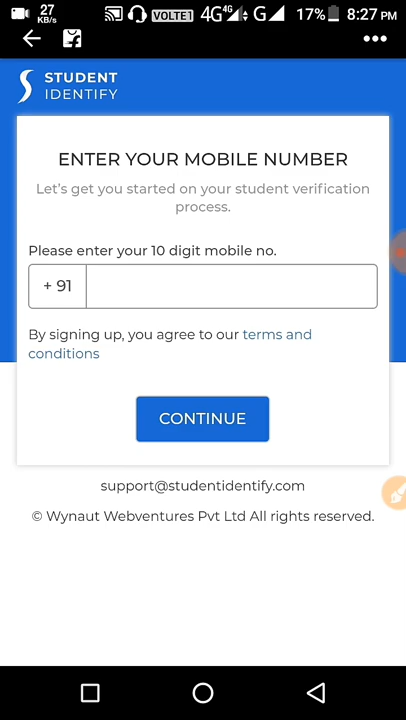 27 KB/s VOLTE1 4G 4G G 17% 8:27 PM
STUDENT
IDENTIFY
ENTER YOUR MOBILE NUMBER
Let's get you started on your student verification
process.
Please enter your 10 digit mobile no.
+ 91
By signing up, you agree to our terms and
conditions
CONTINUE
support@studentidentify.com
© Wynaut Webventures Pvt Ltd All rights reserved.